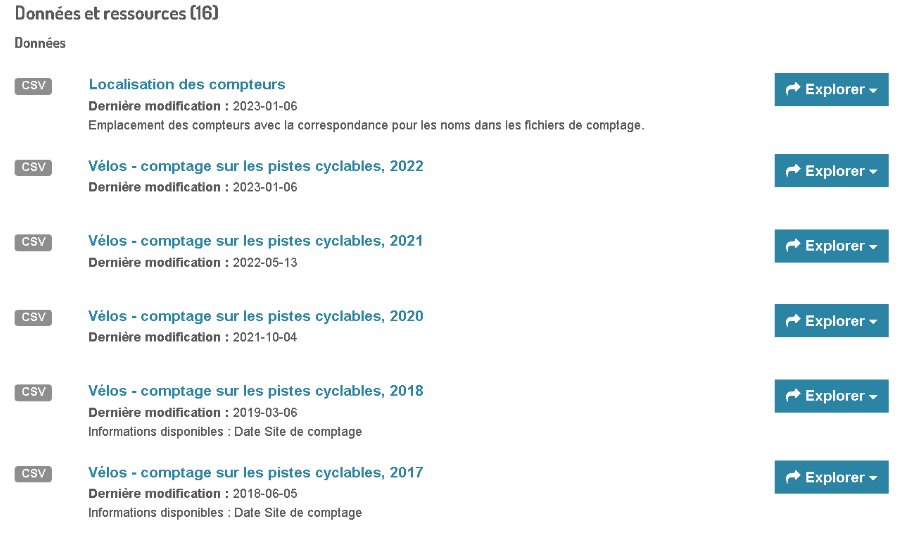 Données et ressources (16)
Données
CSV
Localisation des compteurs
Explorer
Dernière modification : 2023-01-06
Emplacement des compteurs avec la correspondance pour les noms dans les fichiers de comptage.
CSV
Vélos - comptage sur les pistes cyclables, 2022
Explorer
Dernière modification : 2023-01-06
CSV
Vélos - comptage sur les pistes cyclables, 2021
Explorer
Dernière modification : 2022-05-13
CSV
Vélos - comptage sur les pistes cyclables, 2020
Explorer
Dernière modification : 2021-10-04
CSV
Vélos - comptage sur les pistes cyclables, 2018
Explorer
Dernière modification : 2019-03-06
Informations disponibles : Date Site de comptage
CSV
Vélos - comptage sur les pistes cyclables, 2017
Explorer
Dernière modification : 2018-06-05
Informations disponibles : Date Site de comptage